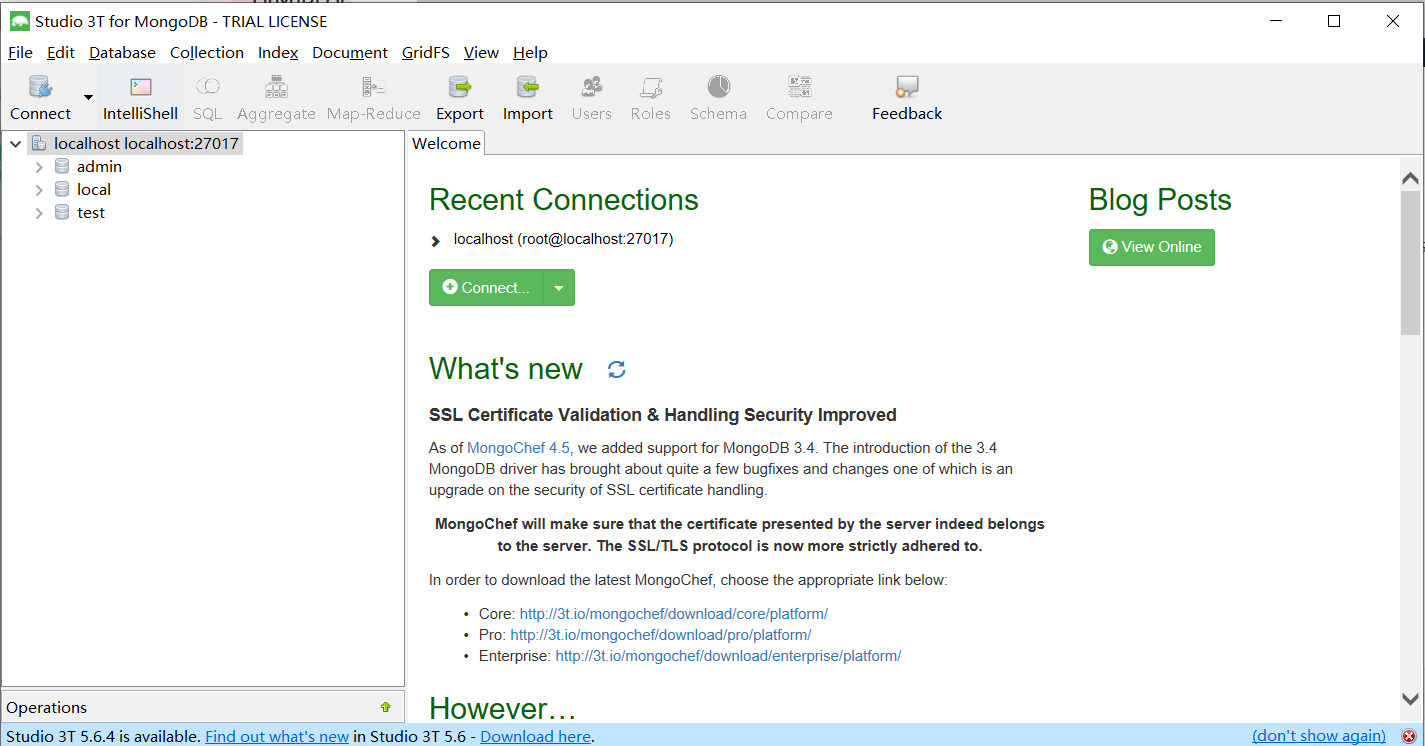 Studio 3T for MongoDB - TRIAL LICENSE
File Edit Database Collection Index Document GridFS View Help
Connect IntelliShell SQL Aggregate Map-Reduce Export Import Users Roles Schema Compare Feedback
localhost localhost:27017
admin
local
test
Operations
Welcome
Recent Connections
localhost (root@localhost:27017)
Connect...
Blog Posts
View Online
What's new
SSL Certificate Validation & Handling Security Improved
As of MongoChef 4.5, we added support for MongoDB 3.4. The introduction of the 3.4
MongoDB driver has brought about quite a few bugfixes and changes one of which is an
upgrade on the security of SSL certificate handling.
MongoChef will make sure that the certificate presented by the server indeed belongs
to the server. The SSL/TLS protocol is now more strictly adhered to.
In order to download the latest MongoChef, choose the appropriate link below:
• Core: http://3t.io/mongochef/download/core/platform/
• Pro: http://3t.io/mongochef/download/pro/platform/
• Enterprise: http://3t.io/mongochef/download/enterprise/platform/
However…
Studio 3T 5.6.4 is available. Find out what's new in Studio 3T 5.6 - Download here. (don't show again)